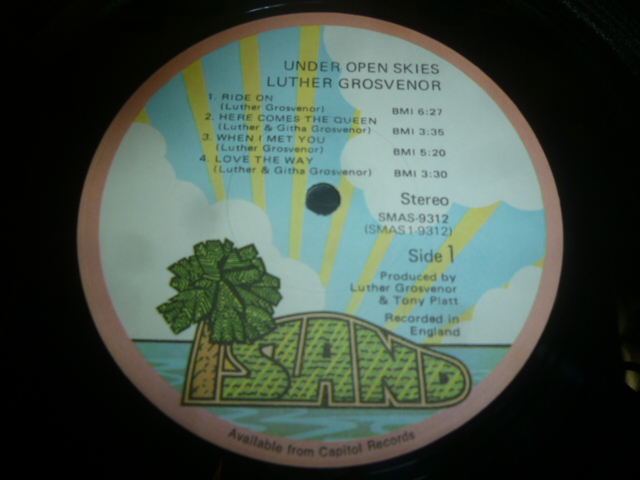 UNDER OPEN SKIES
LUTHER GROSVENOR
1. RIDE ON
(Luther Grosvenor) BMI 6:27
2. HERE COMES THE QUEEN
(Luther & Githa Grosvenor) BMI 3:35
3. WHEN I MET YOU
(Luther Grosvenor) BMI 5:20
4. LOVE THE WAY
(Luther & Githa Grosvenor) BMI 3:30
Stereo
SMAS-9312
(SMAS1-9312)
Side 1
Produced by
Luther Grosvenor
& Tony Platt
Recorded in
England
ISLAND
Available from Capitol Records